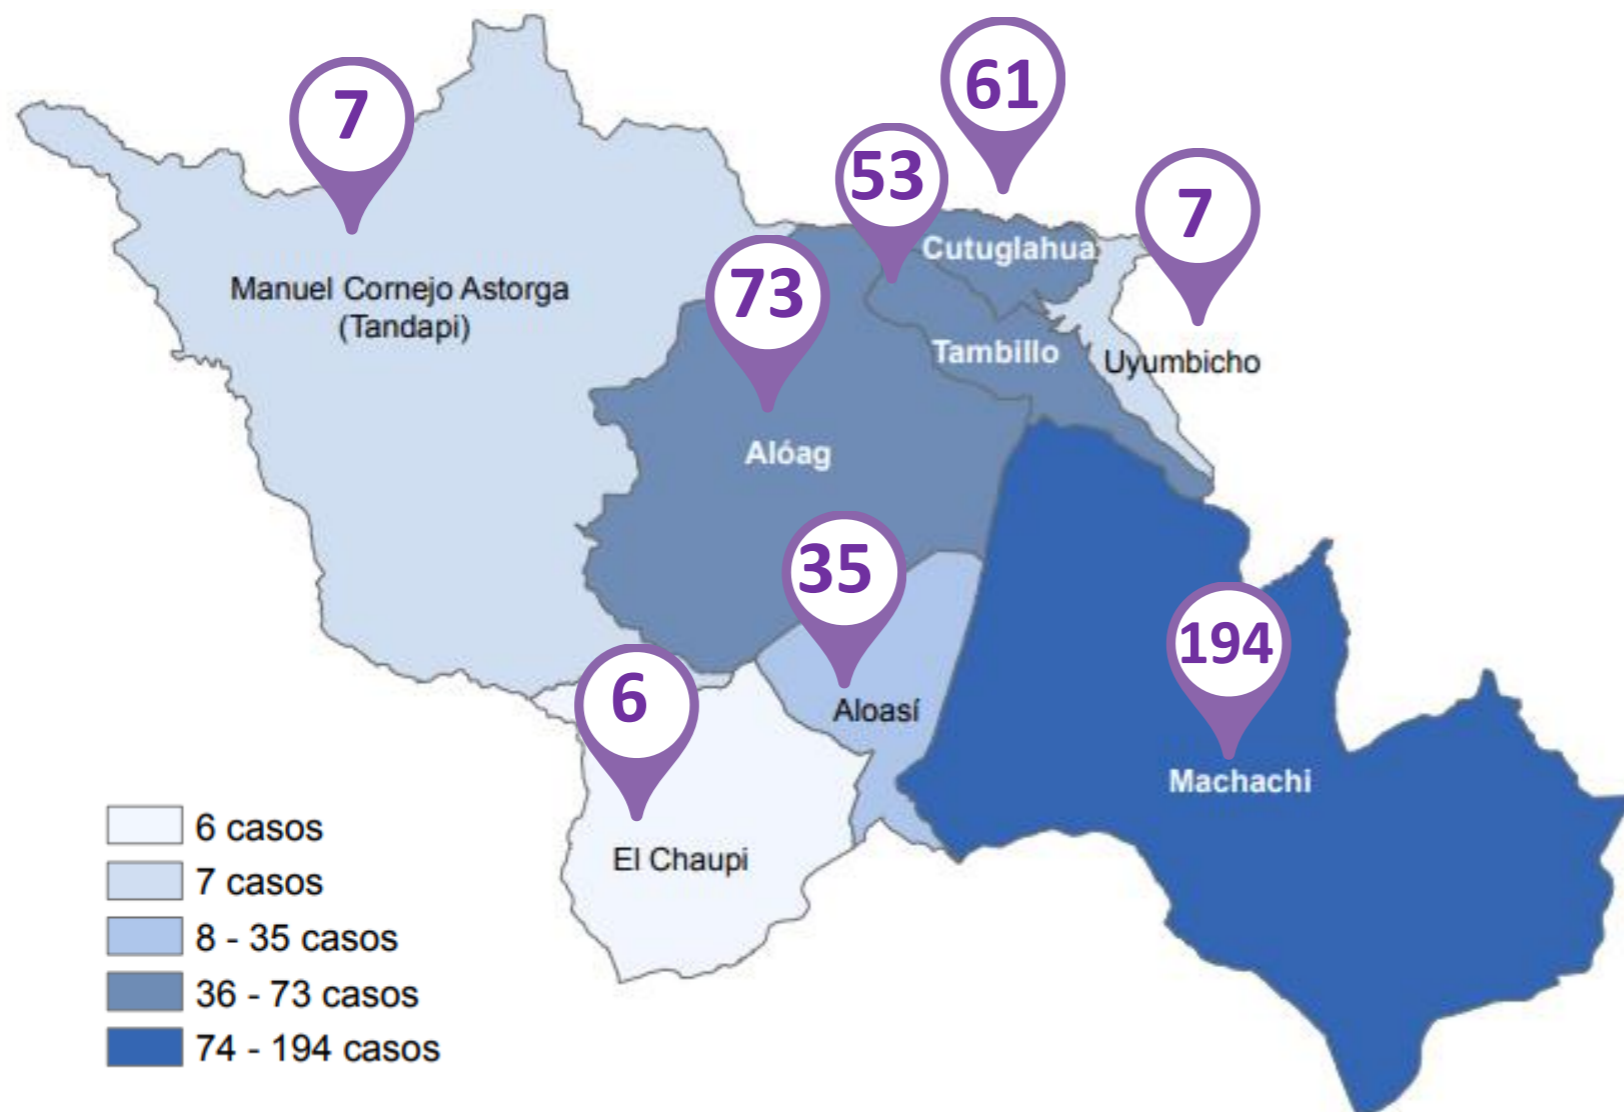 61
7
53
7
Cutuglahua
73
Manuel Cornejo Astorga
(Tandapi)
Tambillo
Uyumbicho
Alóag
35
194
6
Aloasí
Machachi
El Chaupi
6 casos
7 casos
8 - 35 casos
36 - 73 casos
74 - 194 casos